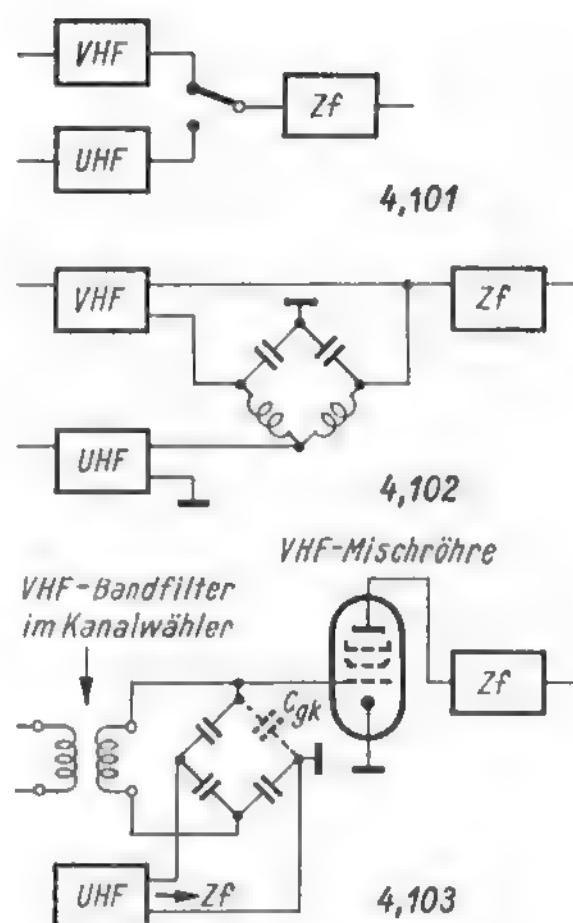 VHF
Zf
UHF
4,101
VHF
Zf
UHF
4,102
VHF-Mischröhre
VHF-Bandfilter
im Kanalwähler
Cgk
Zf
UHF
Zf
4,103